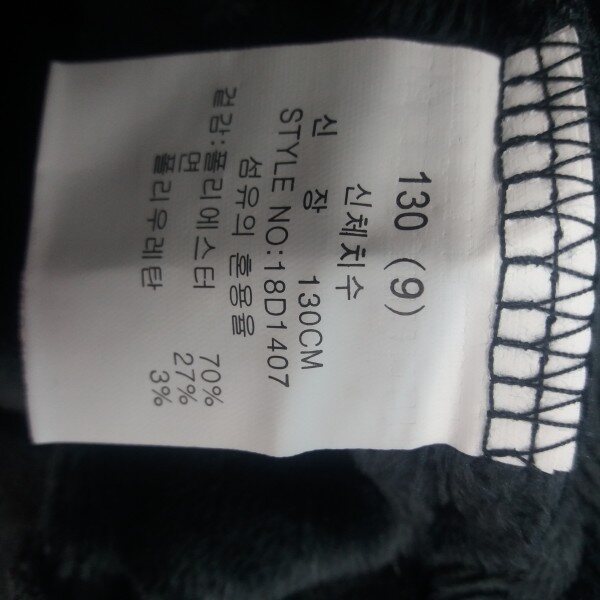 130 (9)
신체치수
신 장 130CM
STYLE NO:18D1407
섬유의 혼용율
겉감:폴리에스터 70%
면 27%
폴리우레탄 3%